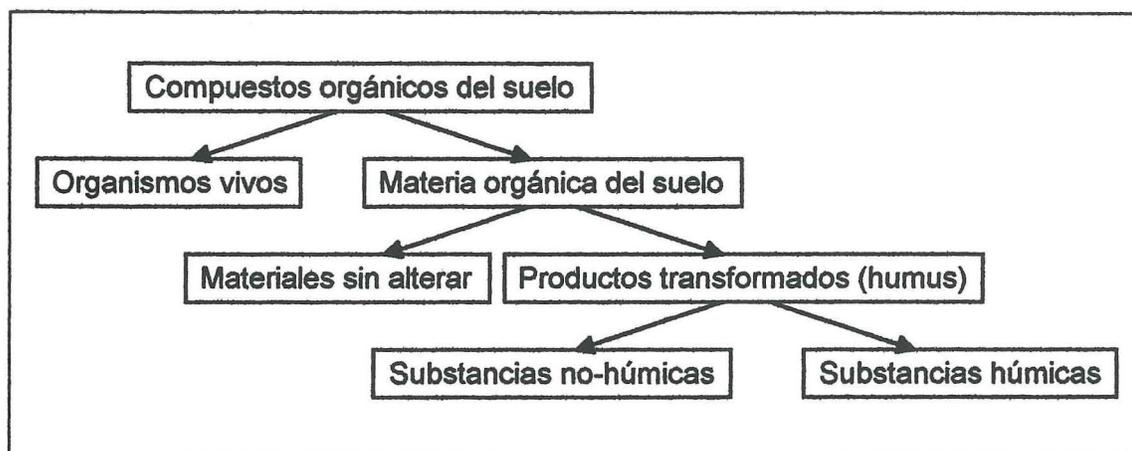 Compuestos orgánicos del suelo
Organismos vivos
Materia orgánica del suelo
Materiales sin alterar
Productos transformados (humus)
Substancias no-húmicas
Substancias húmicas